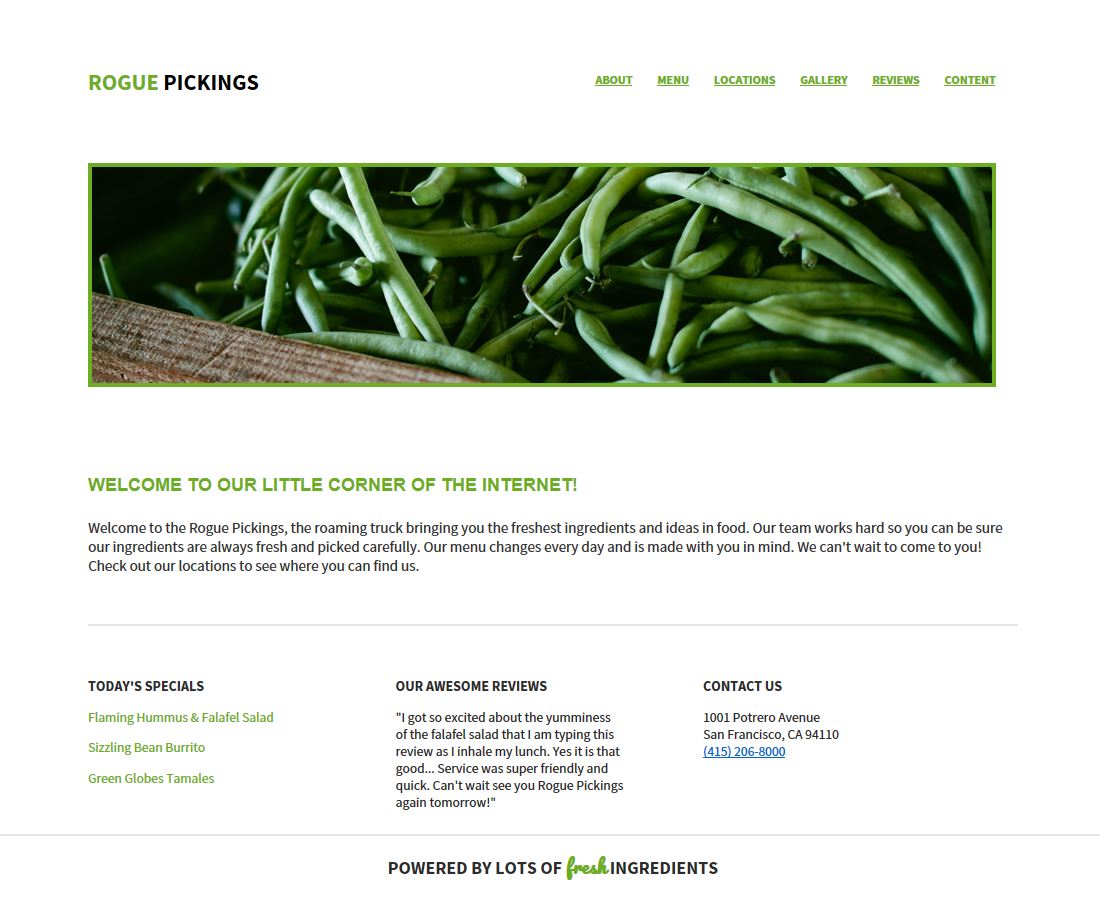 ROGUE PICKINGS
ABOUT MENU LOCATIONS GALLERY REVIEWS CONTENT
WELCOME TO OUR LITTLE CORNER OF THE INTERNET!
Welcome to the Rogue Pickings, the roaming truck bringing you the freshest ingredients and ideas in food. Our team works hard so you can be sure
our ingredients are always fresh and picked carefully. Our menu changes every day and is made with you in mind. We can't wait to come to you!
Check out our locations to see where you can find us.
TODAY'S SPECIALS
Flaming Hummus & Falafel Salad
Sizzling Bean Burrito
Green Globes Tamales
OUR AWESOME REVIEWS
"I got so excited about the yumminess
of the falafel salad that I am typing this
review as I inhale my lunch. Yes it is that
good... Service was super friendly and
quick. Can't wait see you Rogue Pickings
again tomorrow!"
CONTACT US
1001 Potrero Avenue
San Francisco, CA 94110
(415) 206-8000
POWERED BY LOTS OF fresh INGREDIENTS